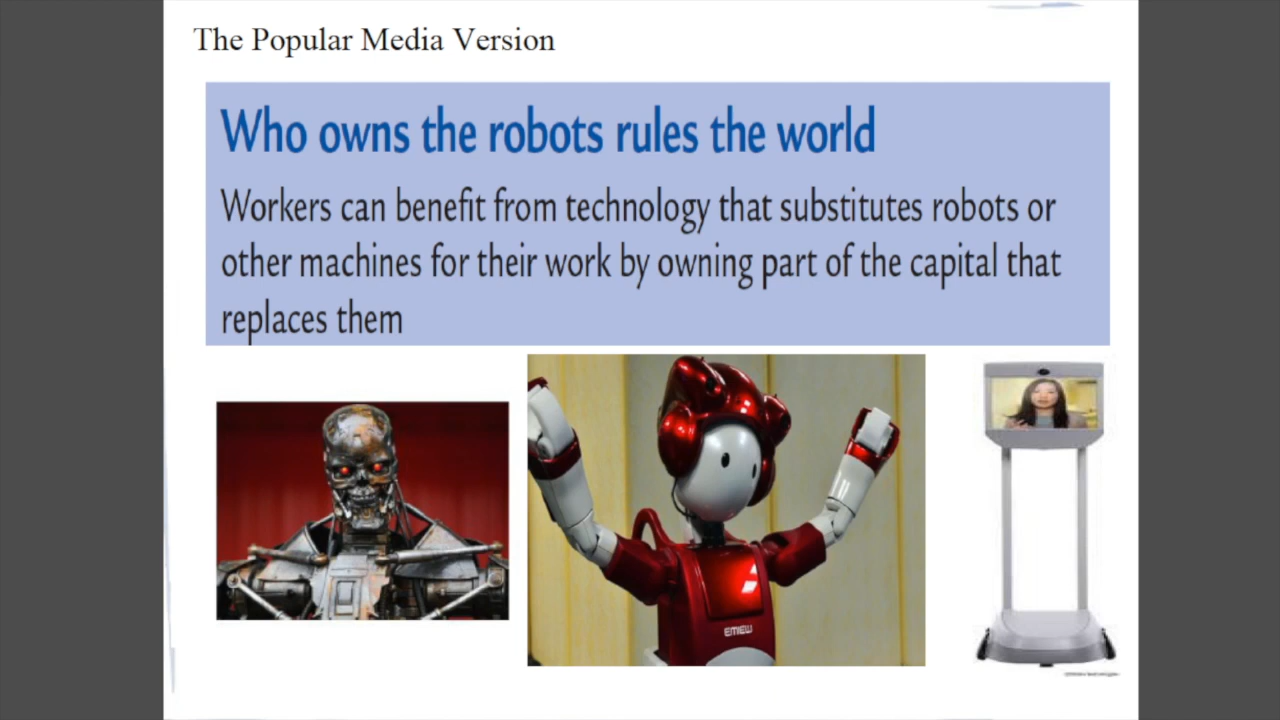 The Popular Media Version
Who owns the robots rules the world
Workers can benefit from technology that substitutes robots or
other machines for their work by owning part of the capital that
replaces them
EMIEW